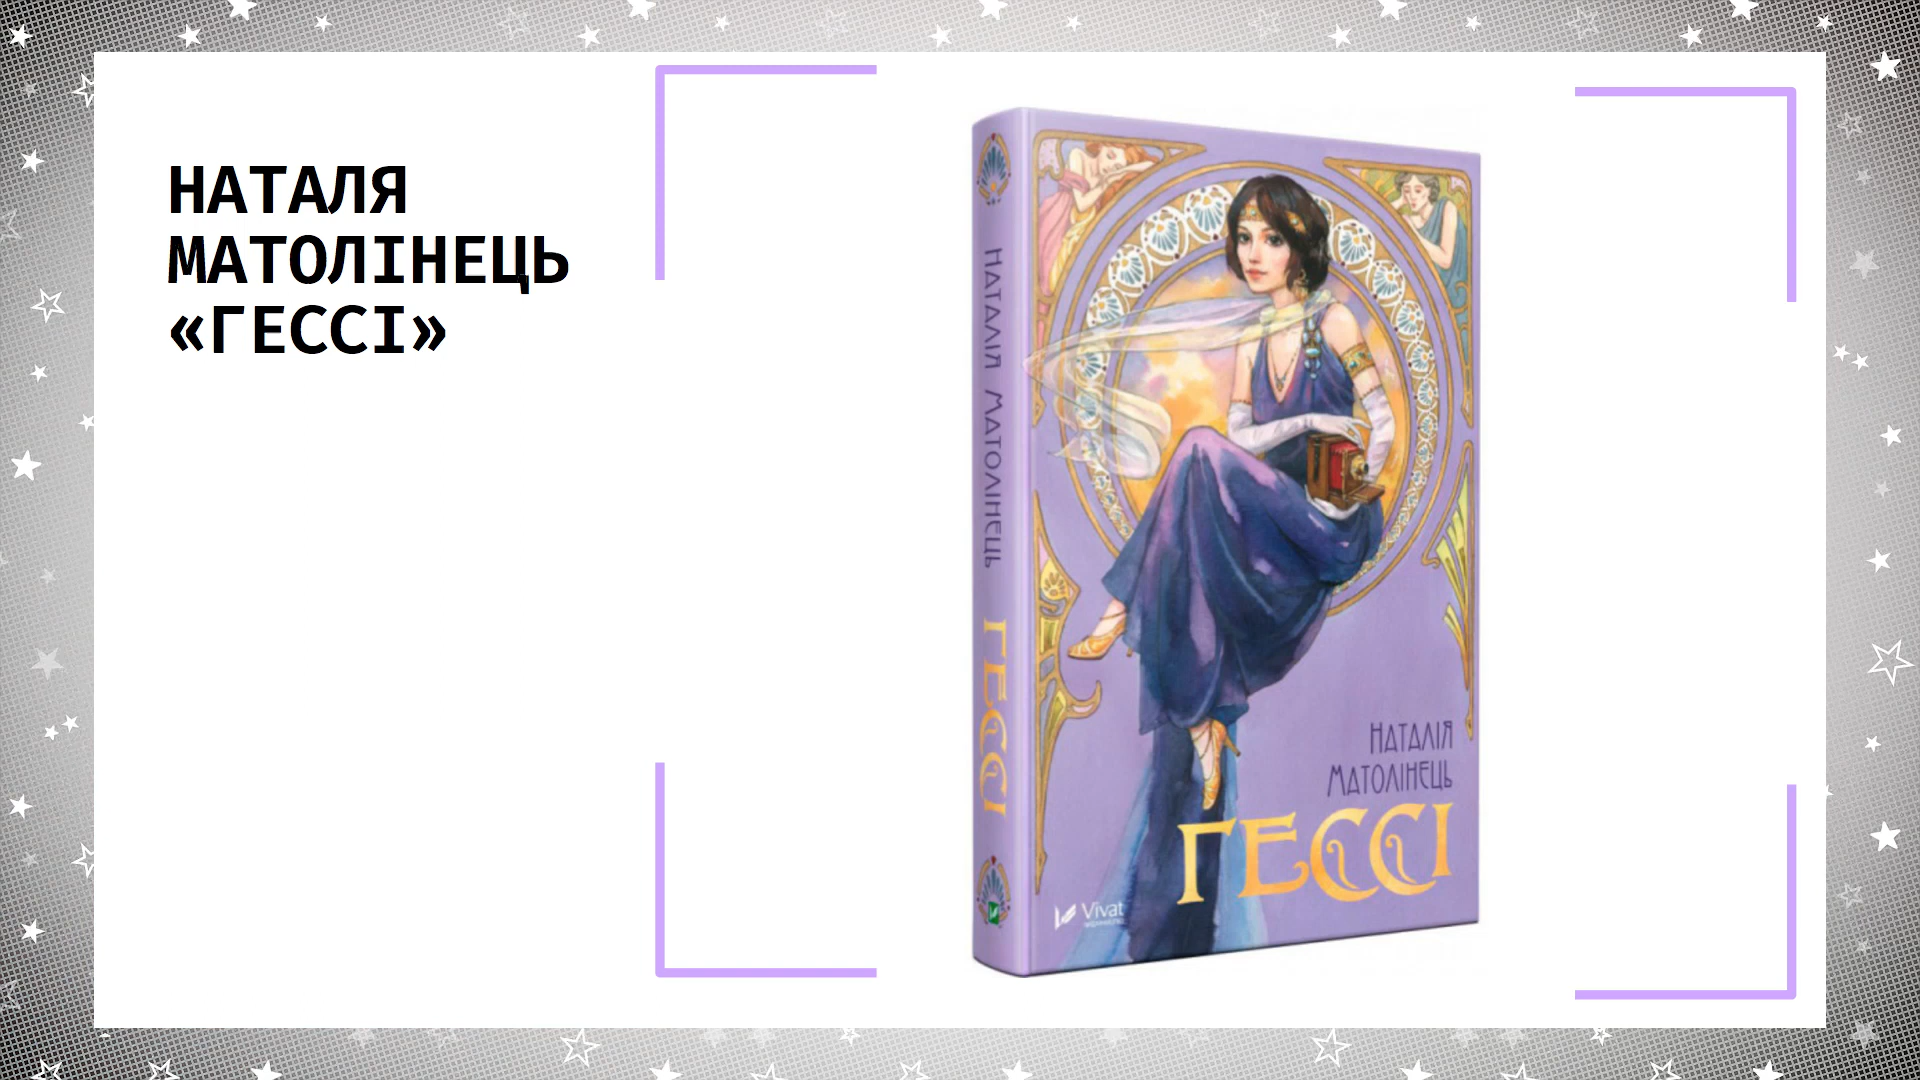 НАТАЛЯ
МАТОЛІНЕЦЬ
«ГЕССІ»
НАТАЛІЯ МАТОЛІНЕЦЬ
ГЕССІ
НАТАЛІЯ
МАТОЛІНЕЦЬ
ГЕССІ
Vivat